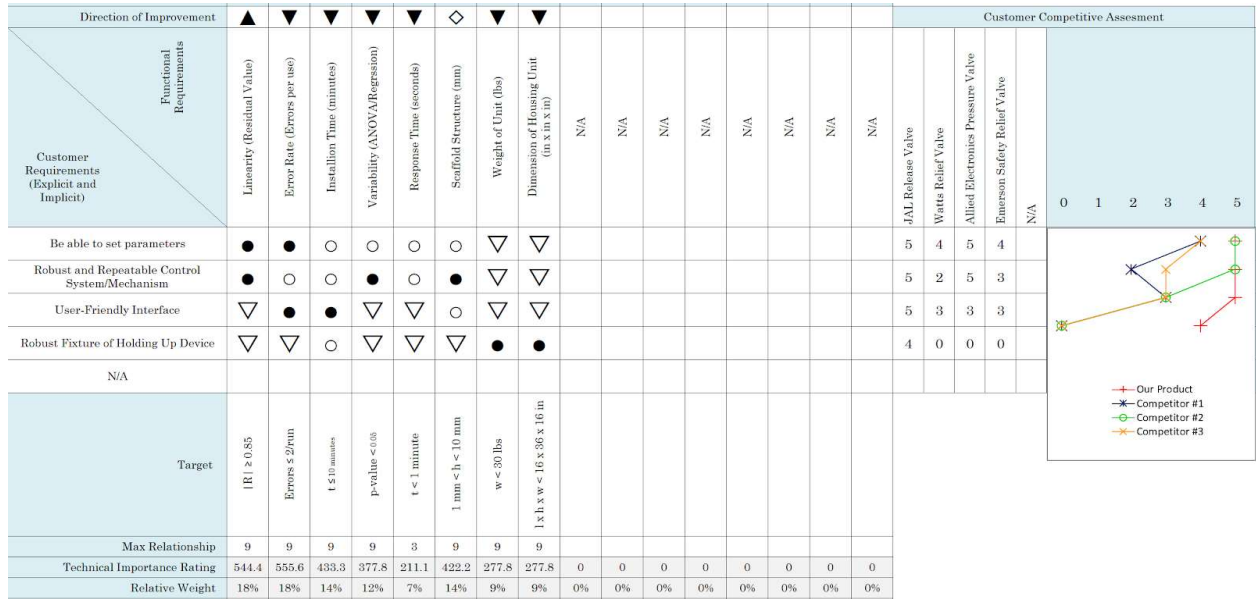 Direction of Improvement ▲ ▼ ▼ ▼ ▼ ◇ ▼ ▼
Customer Competitive Assesment
Functional
Requirements
Customer
Requirements
(Explicit and
Implicit)
Linearity (Residual Value)
Error Rate (Errors per use)
Installion Time (minutes)
Variability (ANOVA/Regrssion)
Response Time (seconds)
Scaffold Structure (mm)
Weight of Unit (lbs)
Dimension of Housing Unit
(in x in x in)
N/A
N/A
N/A
N/A
N/A
N/A
N/A
N/A
JAL Release Valve
Watts Relief Valve
Allied Electronics Pressure Valve
Emerson Safety Relief Valve
N/A
0 1 2 3 4 5
Be able to set parameters ● ● ○ ○ ○ ○ ▽ ▽ 5 4 5 4
Robust and Repeatable Control
System/Mechanism ● ○ ○ ● ○ ● ▽ ▽ 5 2 5 3
User-Friendly Interface ▽ ● ● ▽ ▽ ○ ▽ ▽ 5 3 3 3
Robust Fixture of Holding Up Device ▽ ▽ ○ ▽ ▽ ▽ ● ● 4 0 0 0
N/A
Our Product
Competitor #1
Competitor #2
Competitor #3
Target
|R| ≥ 0.85
Errors ≤ 2/run
t ≤ 10 minutes
p-value < 0.05
t < 1 minute
1 mm < h < 10 mm
w < 30 lbs
l x h x w < 16 x 36 x 16 in
Max Relationship 9 9 9 9 3 9 9 9
Technical Importance Rating 544.4 555.6 433.3 377.8 211.1 422.2 277.8 277.8 0 0 0 0 0 0 0 0
Relative Weight 18% 18% 14% 12% 7% 14% 9% 9% 0% 0% 0% 0% 0% 0% 0% 0%